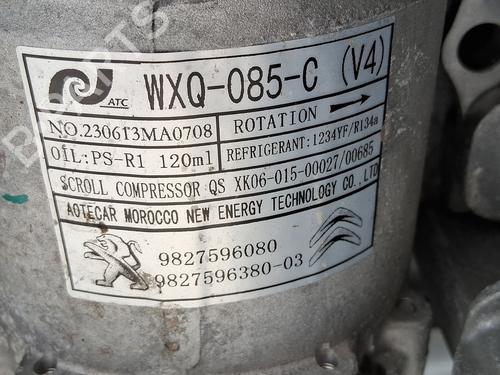 ATC
WXQ-085-C (V4)
NO.2306T3MA0708
ROTATION
OIL:PS-R1 120ml
REFRIGERANT:1234YF/R134a
SCROLL COMPRESSOR QS XK06-015-00027/00685
AOTECAR MOROCCO NEW ENERGY TECHNOLOGY CO.,LTD
9827596080
9827596380-03